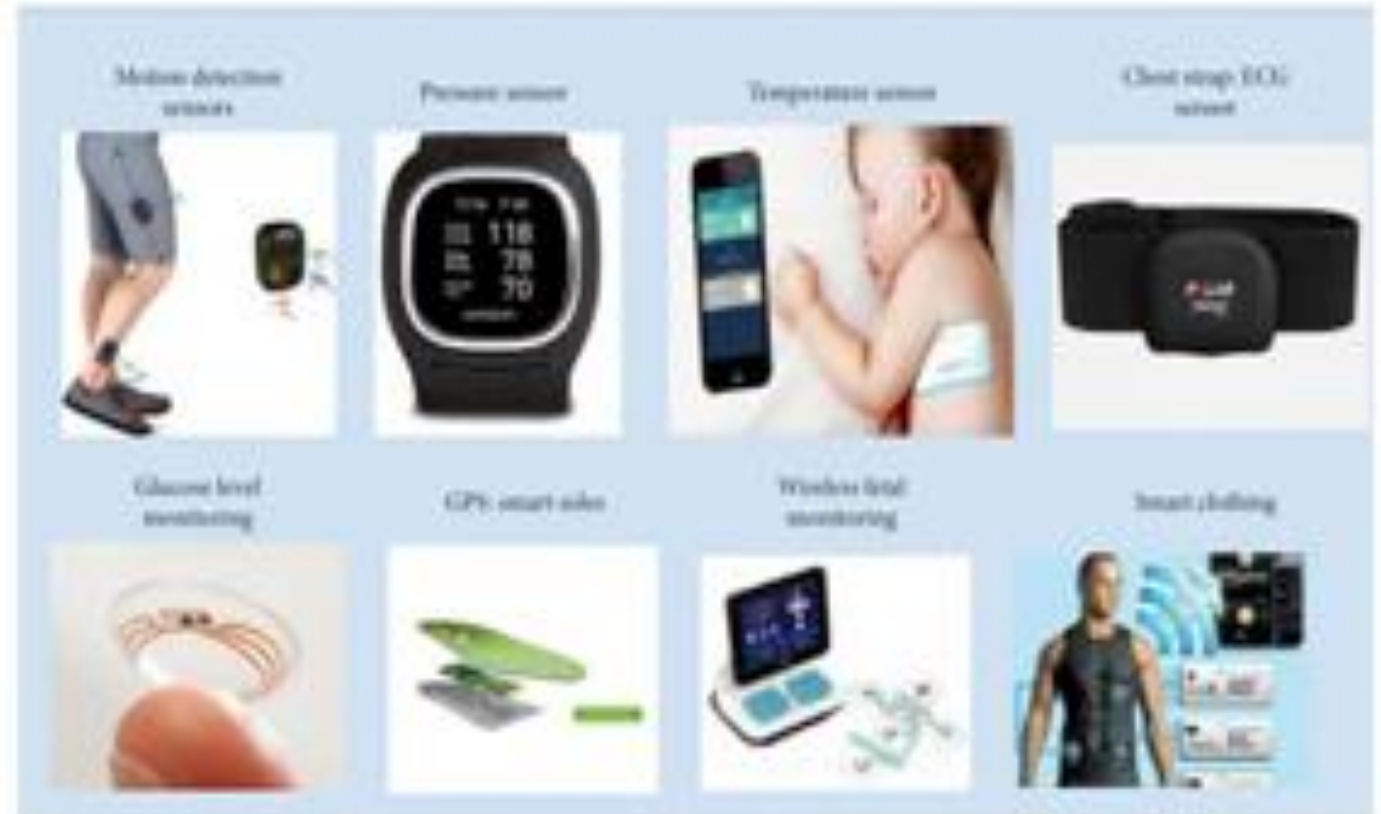 Motion detection
sensors
Pressure sensor
Temperature sensor
Chest strap ECG
sensor
118
78
70
Glucose level
monitoring
GPS smart soles
Wireless fetal
monitoring
Smart clothing